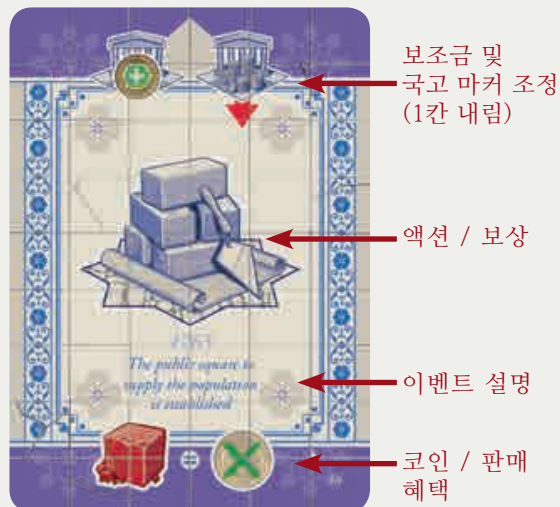 보조금 및
국고 마커 조정
(1칸 내림)
액션 / 보상
The public square to
supply the population
is established
이벤트 설명
코인 / 판매
혜택